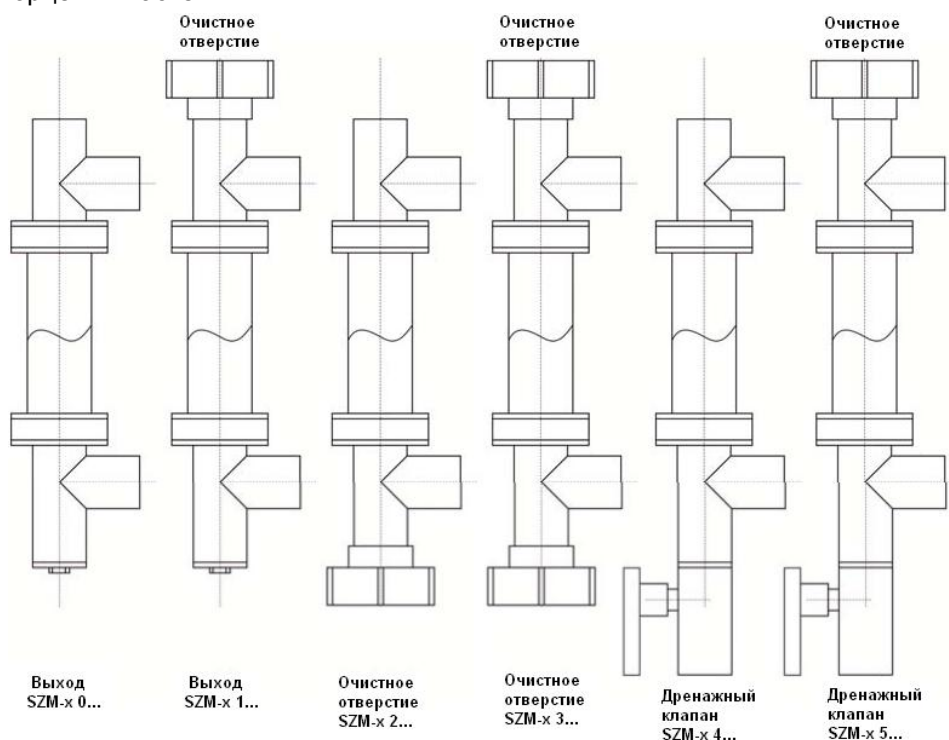 Очистное
отверстие
Очистное
отверстие
Очистное
отверстие
Выход
SZM-x 0...
Выход
SZM-x 1...
Очистное
отверстие
SZM-x 2...
Очистное
отверстие
SZM-x 3...
Дренажный
клапан
SZM-x 4...
Дренажный
клапан
SZM-x 5...